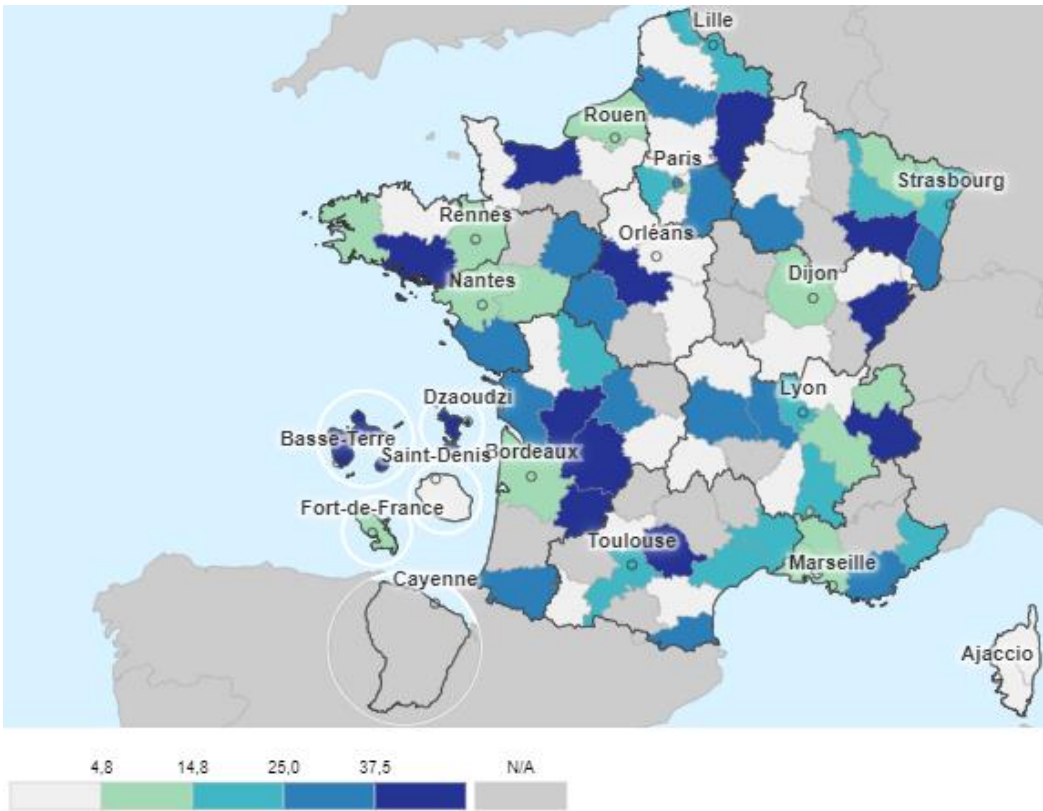 Lille
Rouen
Paris
Strasbourg
Rennes
Orléans
Nantes
Dijon
Lyon
Dzaoudzi
Basse-Terre
Saint-Denis
Bordeaux
Fort-de-France
Toulouse
Marseille
Cayenne
Ajaccio
4,8 14,8 25,0 37,5 N/A